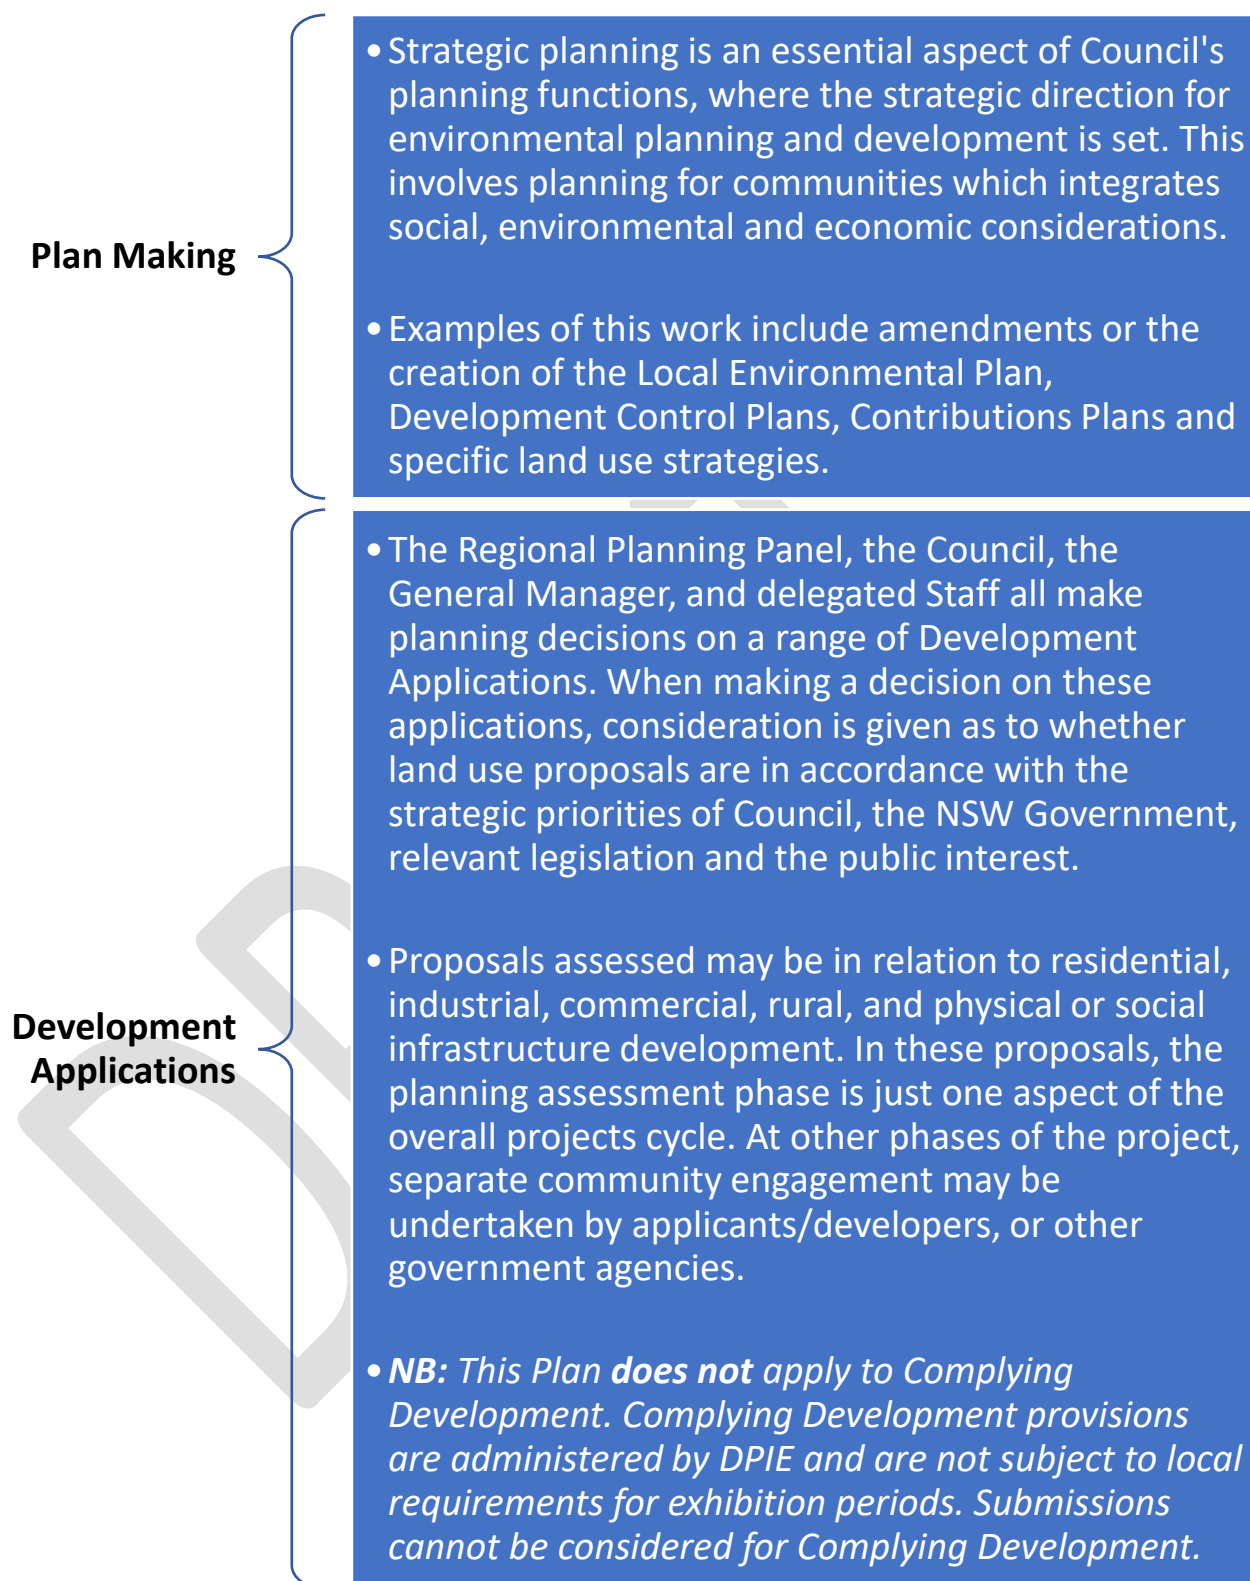 Plan Making
•Strategic planning is an essential aspect of Council's
planning functions, where the strategic direction for
environmental planning and development is set. This
involves planning for communities which integrates
social, environmental and economic considerations.
•Examples of this work include amendments or the
creation of the Local Environmental Plan,
Development Control Plans, Contributions Plans and
specific land use strategies.
Development
Applications
•The Regional Planning Panel, the Council, the
General Manager, and delegated Staff all make
planning decisions on a range of Development
Applications. When making a decision on these
applications, consideration is given as to whether
land use proposals are in accordance with the
strategic priorities of Council, the NSW Government,
relevant legislation and the public interest.
•Proposals assessed may be in relation to residential,
industrial, commercial, rural, and physical or social
infrastructure development. In these proposals, the
planning assessment phase is just one aspect of the
overall projects cycle. At other phases of the project,
separate community engagement may be
undertaken by applicants/developers, or other
government agencies.
•NB: This Plan does not apply to Complying
Development. Complying Development provisions
are administered by DPIE and are not subject to local
requirements for exhibition periods. Submissions
cannot be considered for Complying Development.